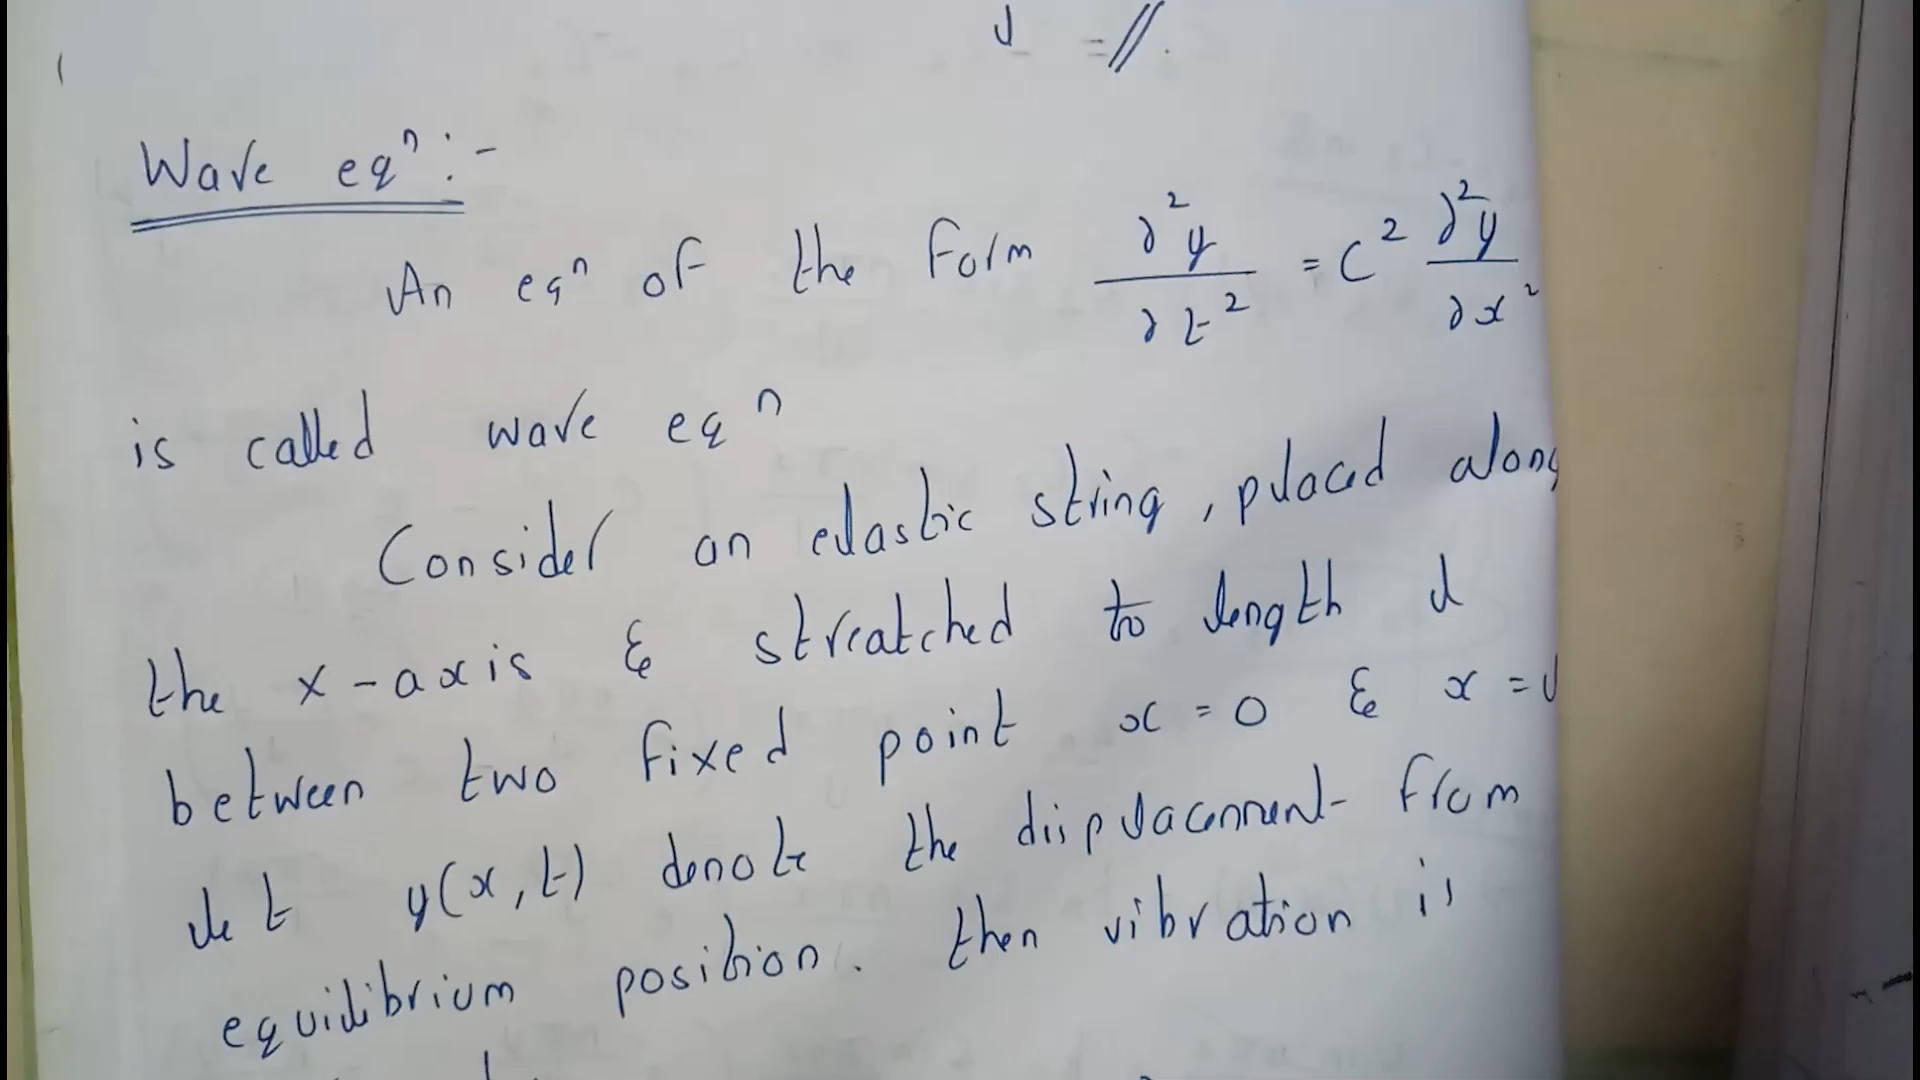 l =//.
Wave eqⁿ:-
An eqⁿ of the form ∂²y/∂t² = c² ∂²y/∂x²
is called wave eqⁿ
Consider an elastic string, placed along
the x-axis & streatched to length l
between two fixed point x = 0 & x = l
let y(x,t) denote the displacement from
equilibrium position. then vibration is